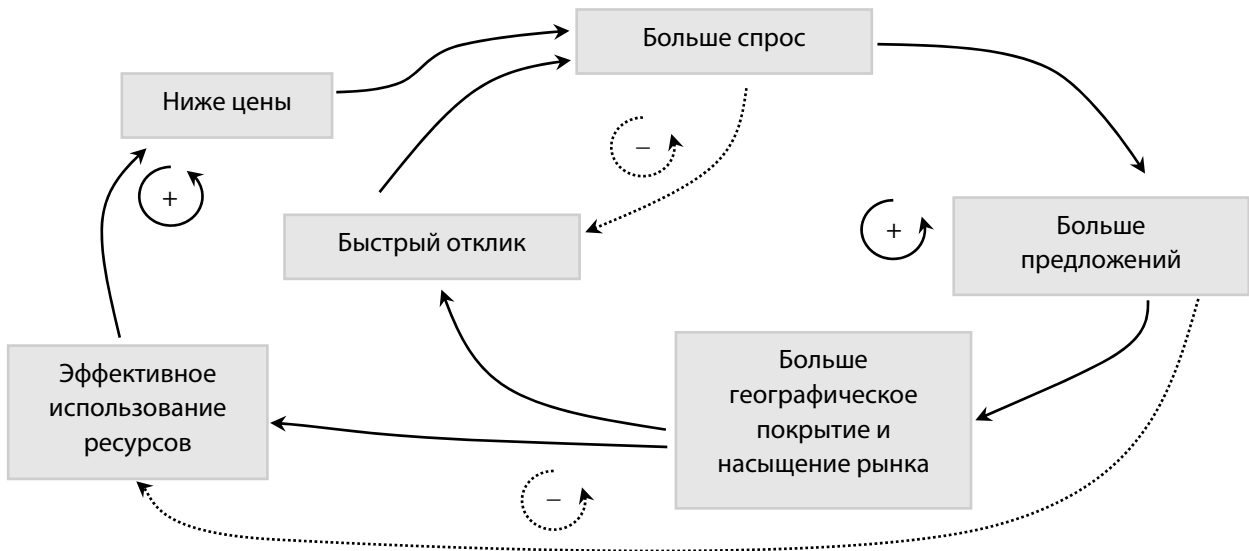 Больше спрос
Ниже цены
–
+
Быстрый отклик
+
Больше
предложений
Эффективное
использование
ресурсов
Больше
географическое
покрытие и
насыщение рынка
–